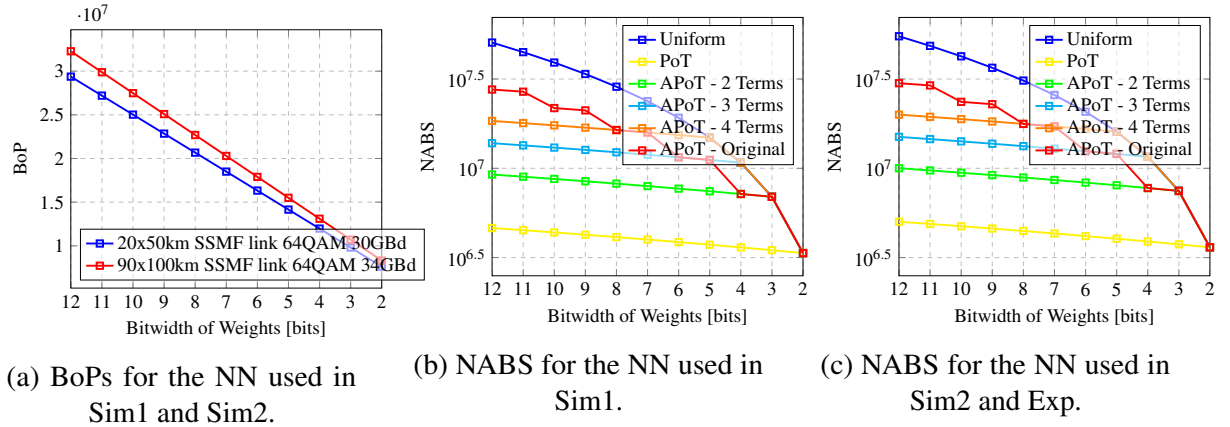 ·10^7
3
2
1
BoP
12 11 10 9 8 7 6 5 4 3 2
Bitwidth of Weights [bits]
20x50km SSMF link 64QAM 30GBd
90x100km SSMF link 64QAM 34GBd
(a) BoPs for the NN used in
Sim1 and Sim2.
10^7.5
10^7
10^6.5
NABS
12 11 10 9 8 7 6 5 4 3 2
Bitwidth of Weights [bits]
Uniform
PoT
APoT - 2 Terms
APoT - 3 Terms
APoT - 4 Terms
APoT - Original
(b) NABS for the NN used in
Sim1.
10^7.5
10^7
10^6.5
NABS
12 11 10 9 8 7 6 5 4 3 2
Bitwidth of Weights [bits]
Uniform
PoT
APoT - 2 Terms
APoT - 3 Terms
APoT - 4 Terms
APoT - Original
(c) NABS for the NN used in
Sim2 and Exp.